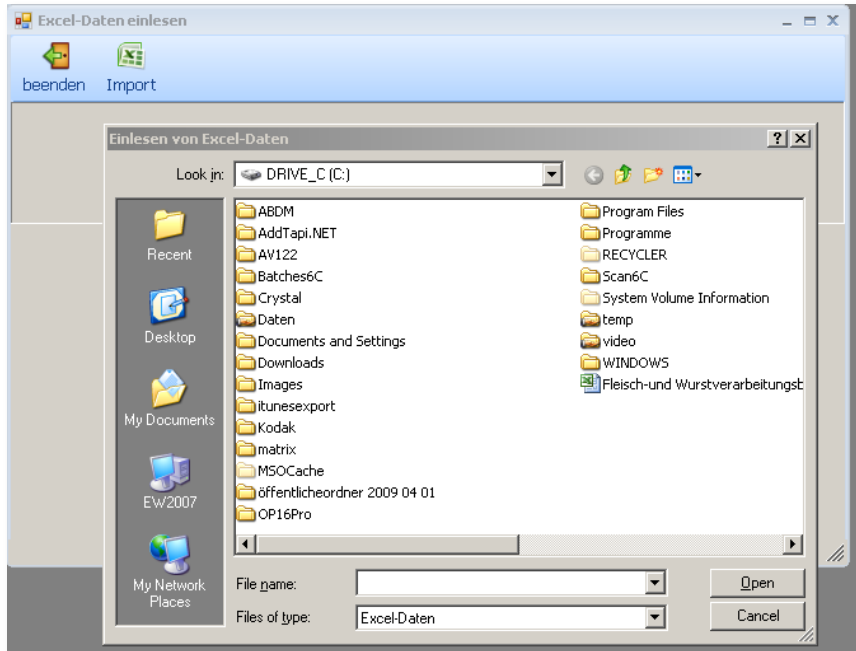 Excel-Daten einlesen
beenden Import
Einlesen von Excel-Daten
Look in: DRIVE_C (C:)
Recent
Desktop
My Documents
EW2007
My Network
Places
ABDM
AddTapi.NET
AV122
Batches6C
Crystal
Daten
Documents and Settings
Downloads
Images
itunesexport
Kodak
matrix
MSOCache
öffentlicheordner 2009 04 01
OP16Pro
Program Files
Programme
RECYCLER
Scan6C
System Volume Information
temp
video
WINDOWS
Fleisch-und Wurstverarbeitungsb
File name:
Open
Files of type: Excel-Daten
Cancel